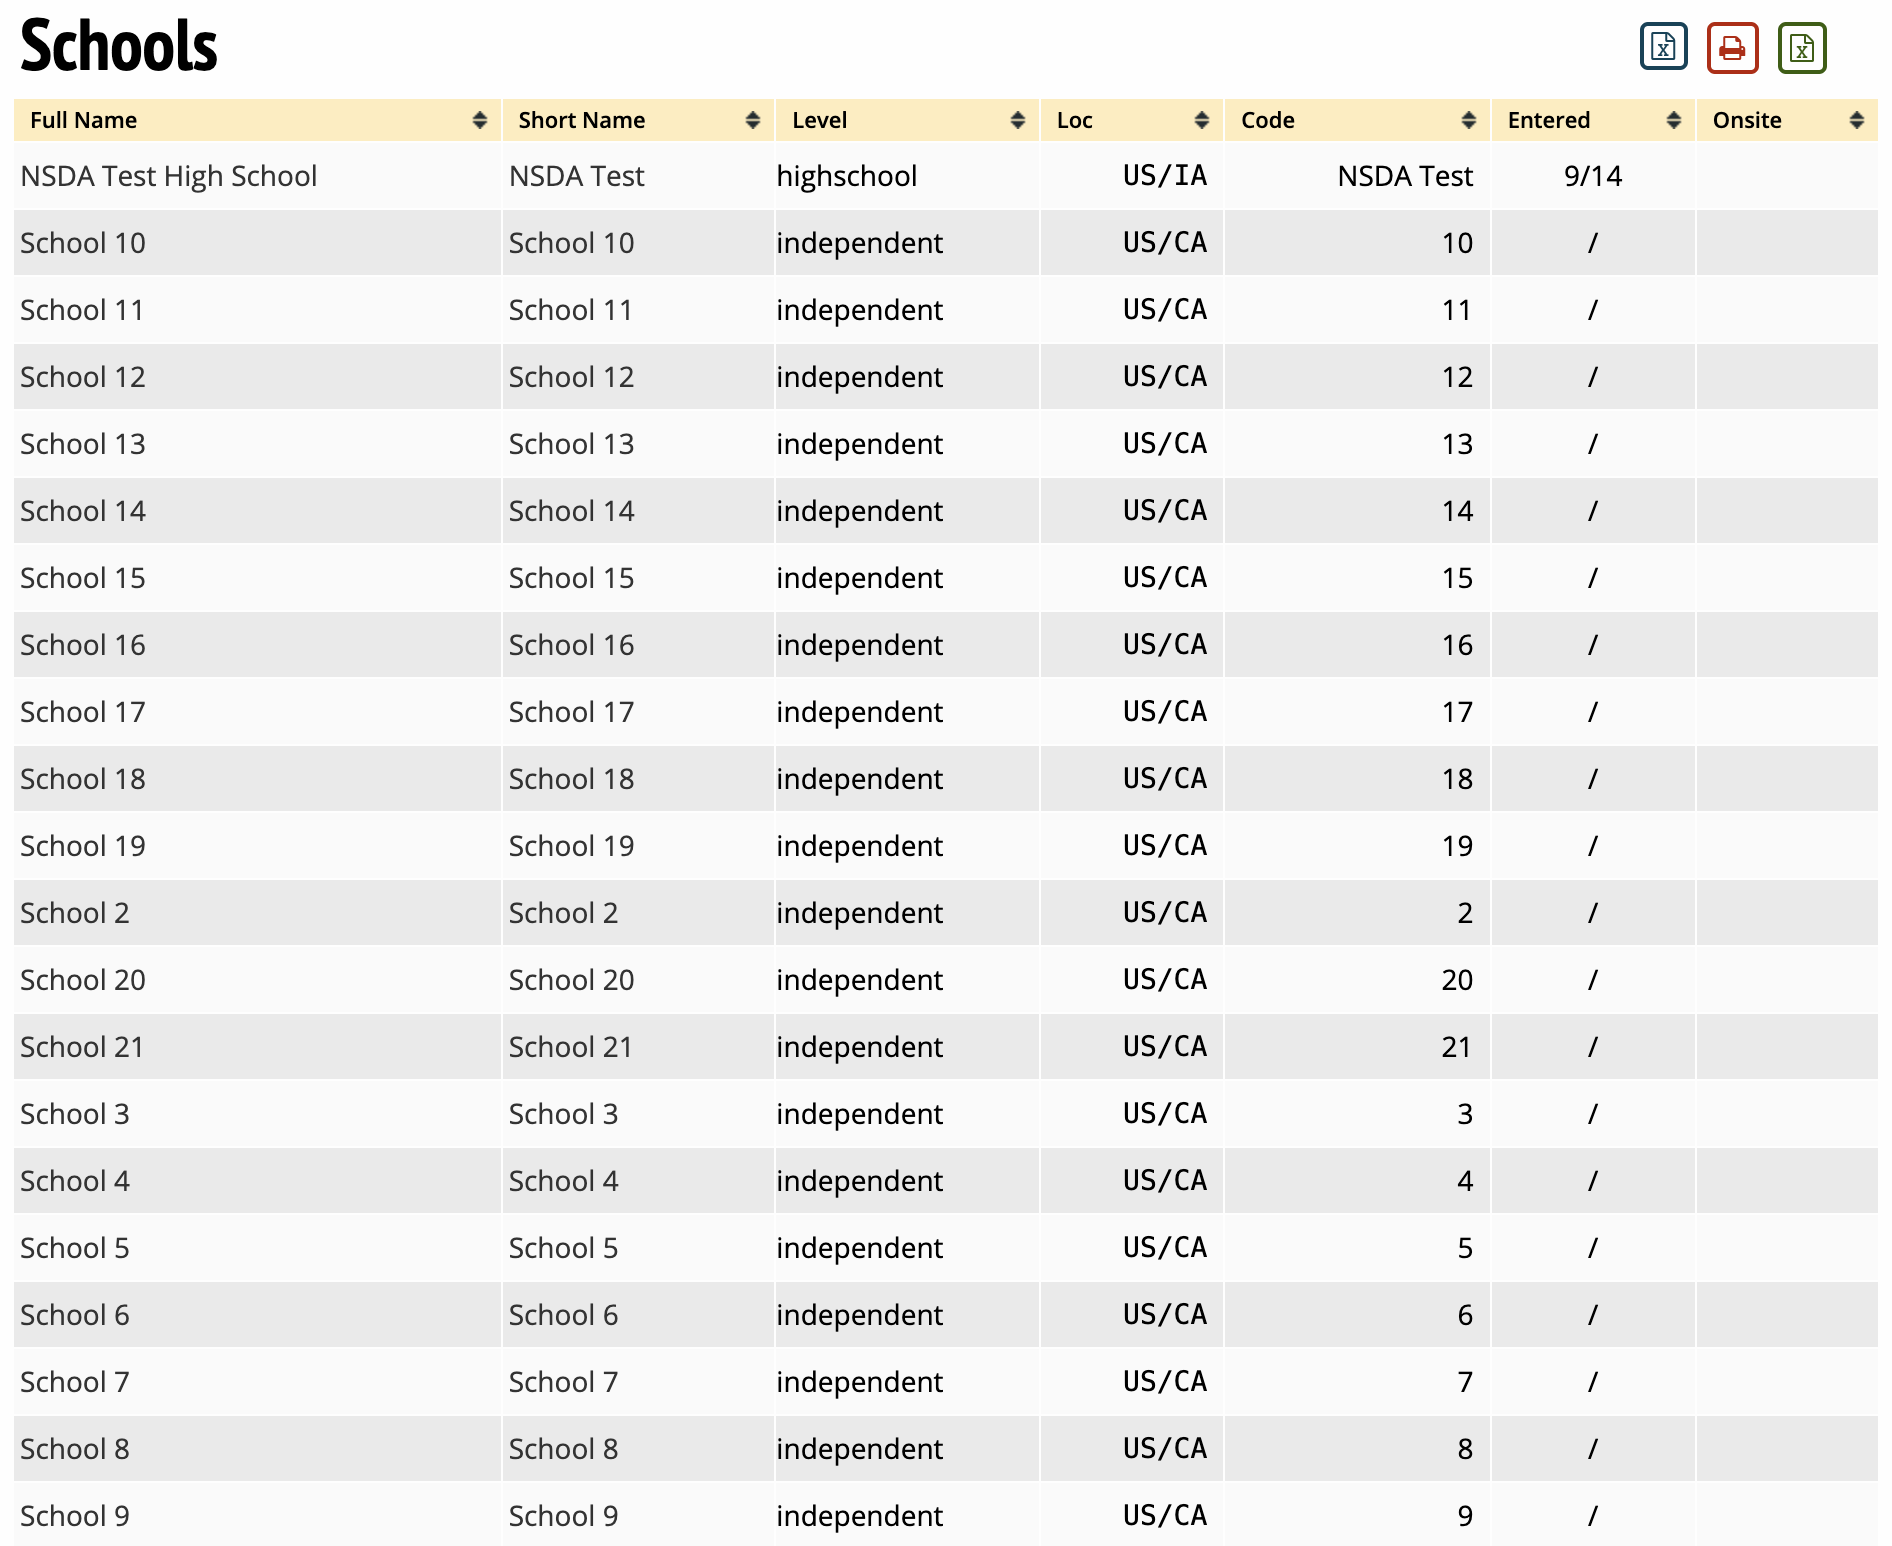 Schools
Full Name Short Name Level Loc Code Entered Onsite
NSDA Test High School NSDA Test highschool US/IA NSDA Test 9/14
School 10 School 10 independent US/CA 10 /
School 11 School 11 independent US/CA 11 /
School 12 School 12 independent US/CA 12 /
School 13 School 13 independent US/CA 13 /
School 14 School 14 independent US/CA 14 /
School 15 School 15 independent US/CA 15 /
School 16 School 16 independent US/CA 16 /
School 17 School 17 independent US/CA 17 /
School 18 School 18 independent US/CA 18 /
School 19 School 19 independent US/CA 19 /
School 2 School 2 independent US/CA 2 /
School 20 School 20 independent US/CA 20 /
School 21 School 21 independent US/CA 21 /
School 3 School 3 independent US/CA 3 /
School 4 School 4 independent US/CA 4 /
School 5 School 5 independent US/CA 5 /
School 6 School 6 independent US/CA 6 /
School 7 School 7 independent US/CA 7 /
School 8 School 8 independent US/CA 8 /
School 9 School 9 independent US/CA 9 /